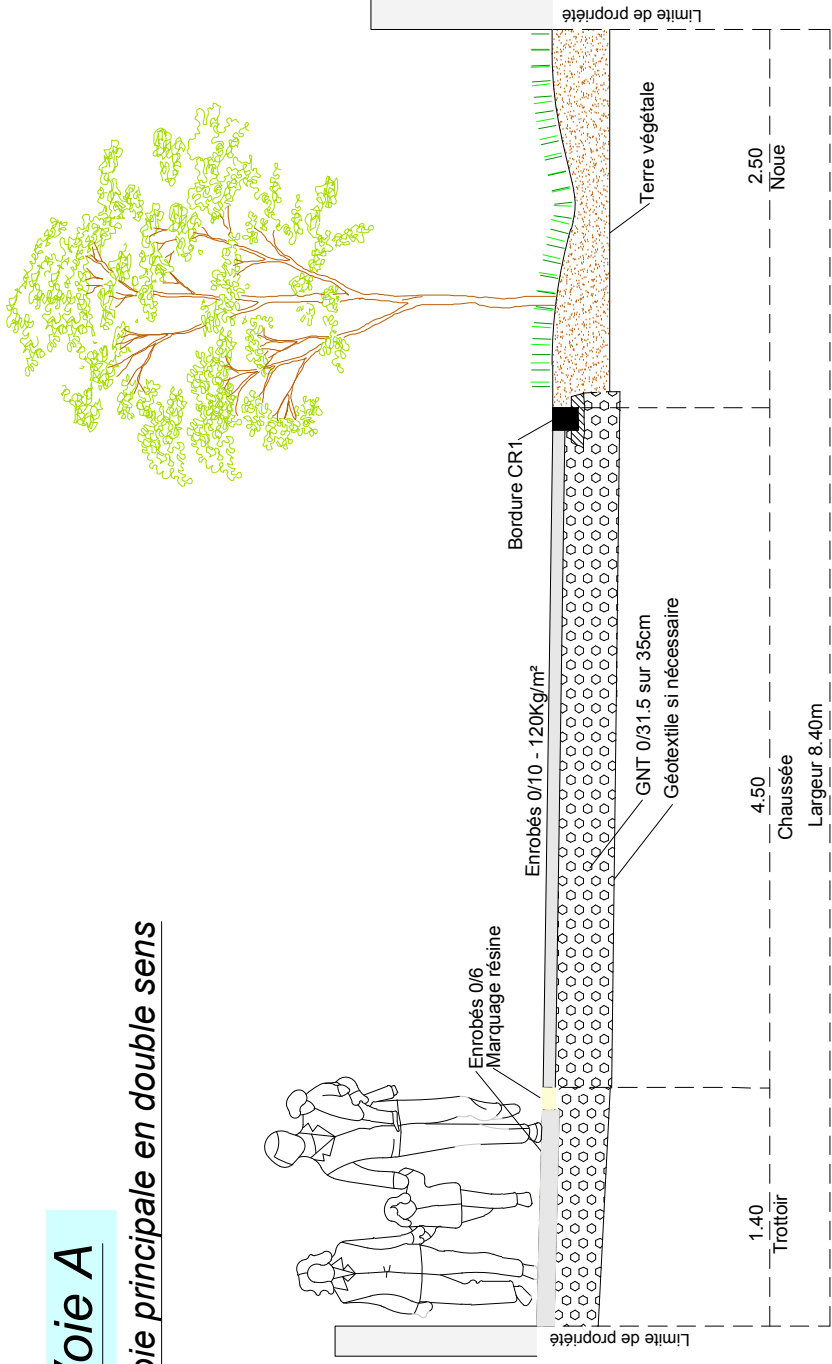 oie A
oie principale en double sens
Enrobés 0/6
Marquage résine
Enrobés 0/10 - 120Kg/m²
Bordure CR1
GNT 0/31.5 sur 35cm
Géotextile si nécessaire
Terre végétale
Limite de propriété
Limite de propriété
1.40
Trottoir
4.50
Chaussée
2.50
Noue
Largeur 8.40m